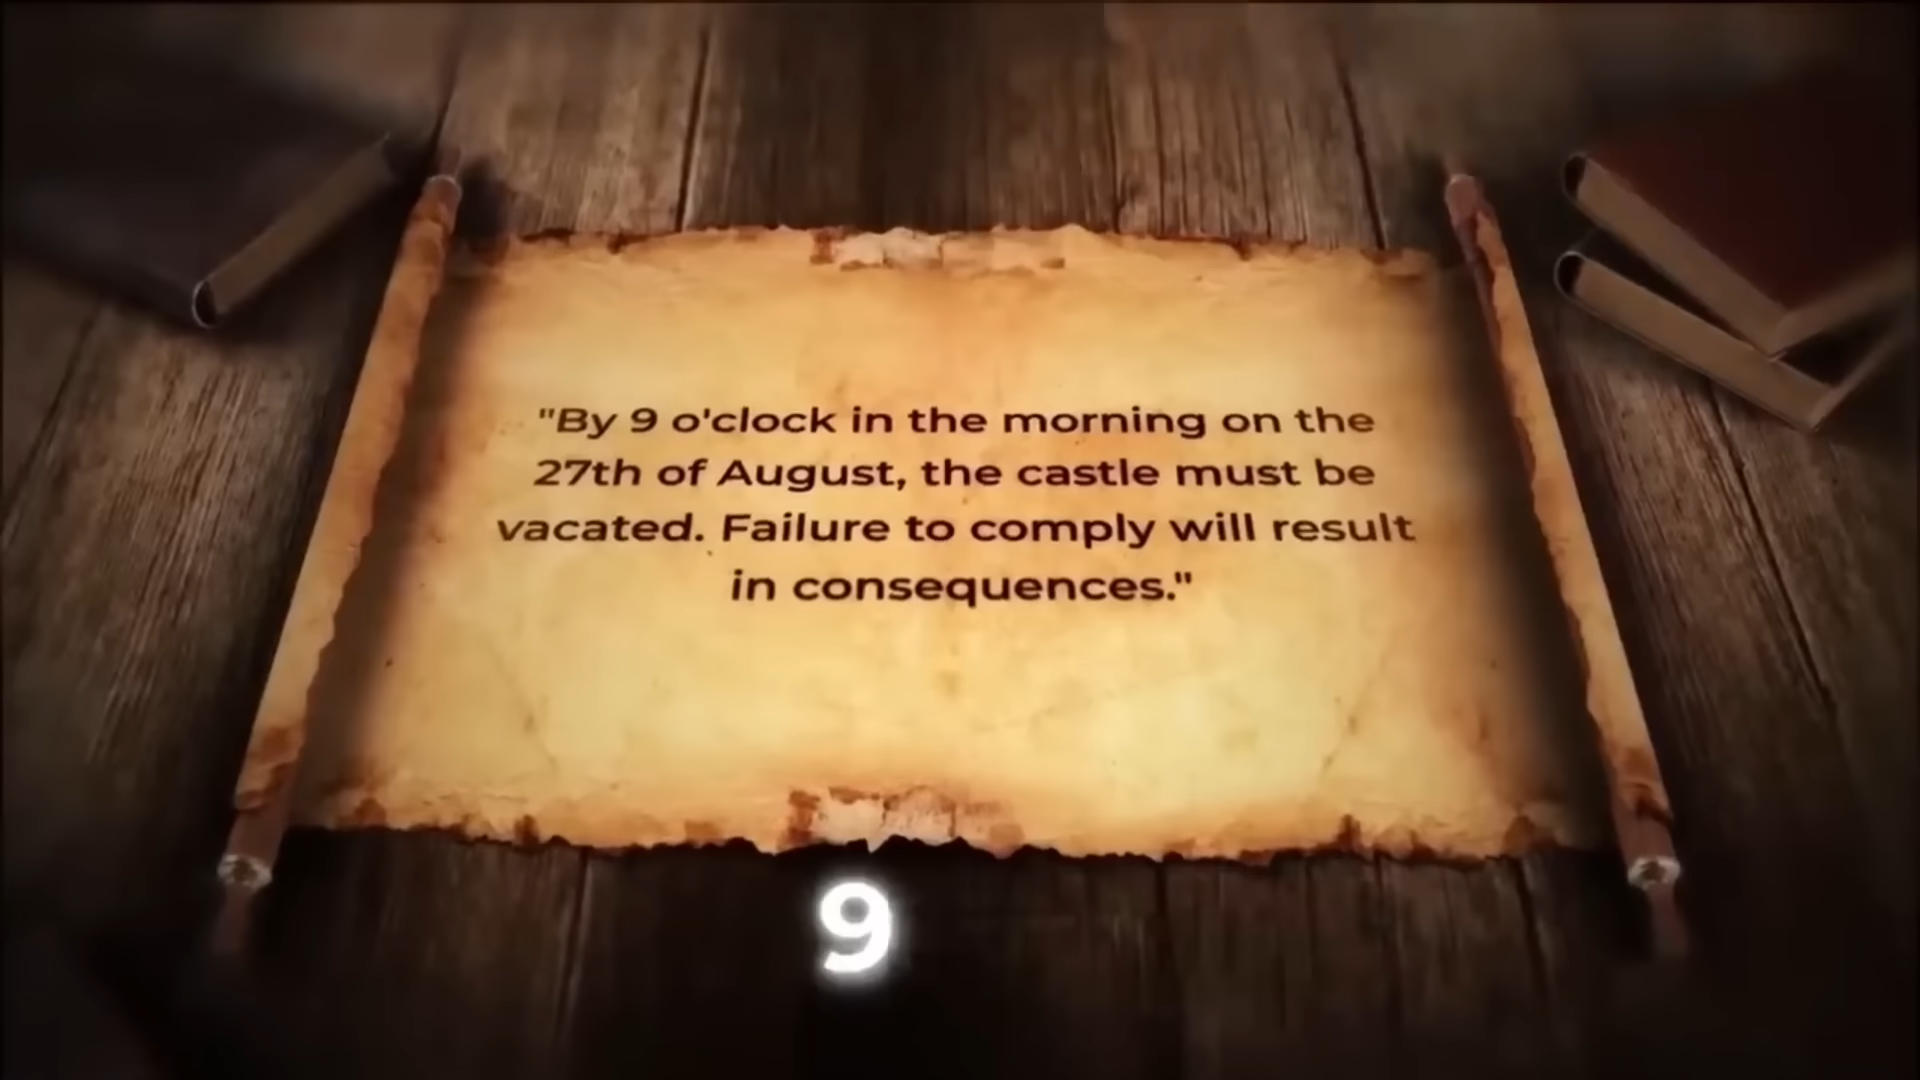 "By 9 o'clock in the morning on the
27th of August, the castle must be
vacated. Failure to comply will result
in consequences."
9